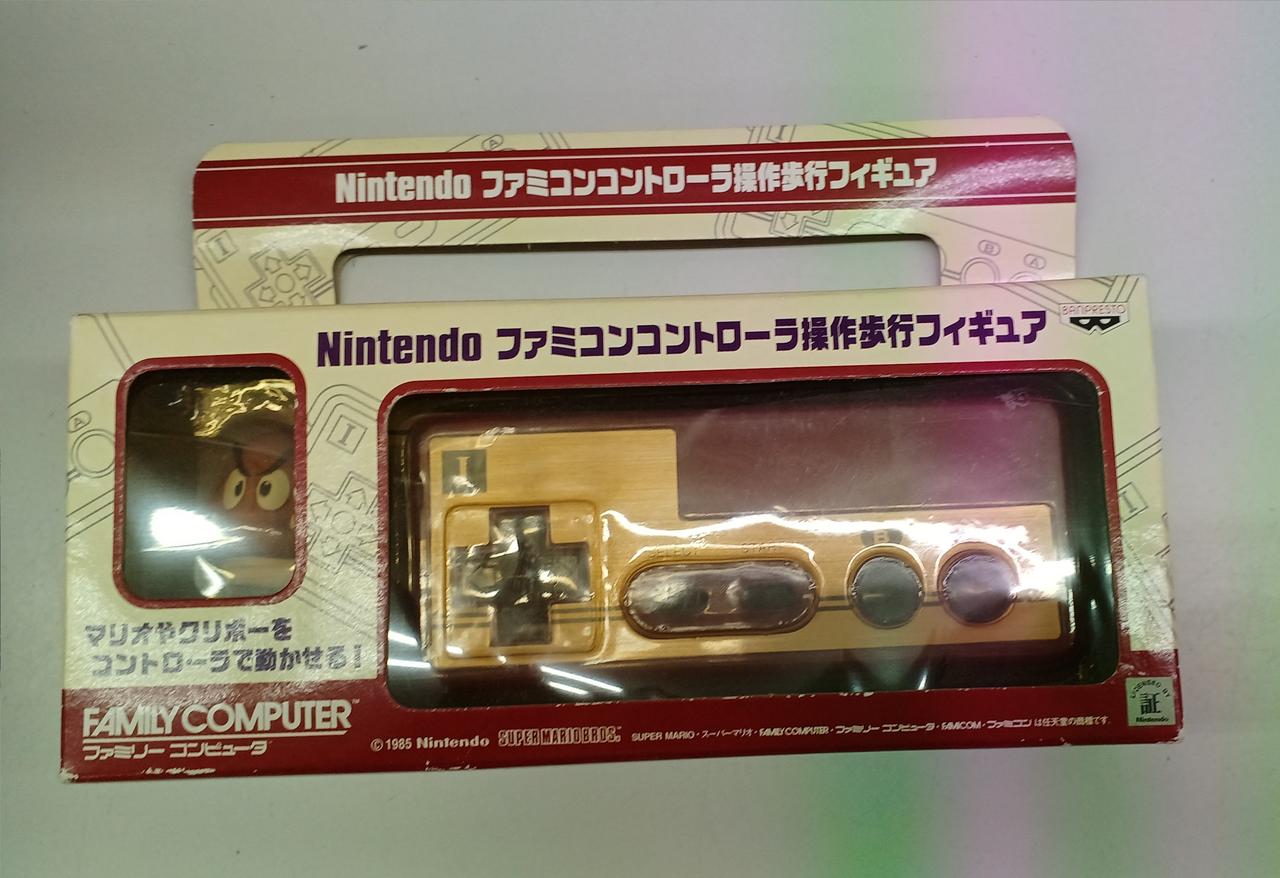 Nintendo ファミコンコントローラ操作歩行フィギュア
Nintendo ファミコンコントローラ操作歩行フィギュア
BANPRESTO
I
I
I
I
I
A
B
A
A
SELECT START
B
マリオやクリボーを
コントローラで動かせる!
FAMILY COMPUTER™
ファミリー コンピュータ
©1985 Nintendo SUPER MARIO BROS.™ SUPER MARIO・スーパーマリオ・FAMILY COMPUTER・ファミリー コンピュータ・FAMICOM・ファミコン は任天堂の商標です。
LICENSED BY
証
Nintendo